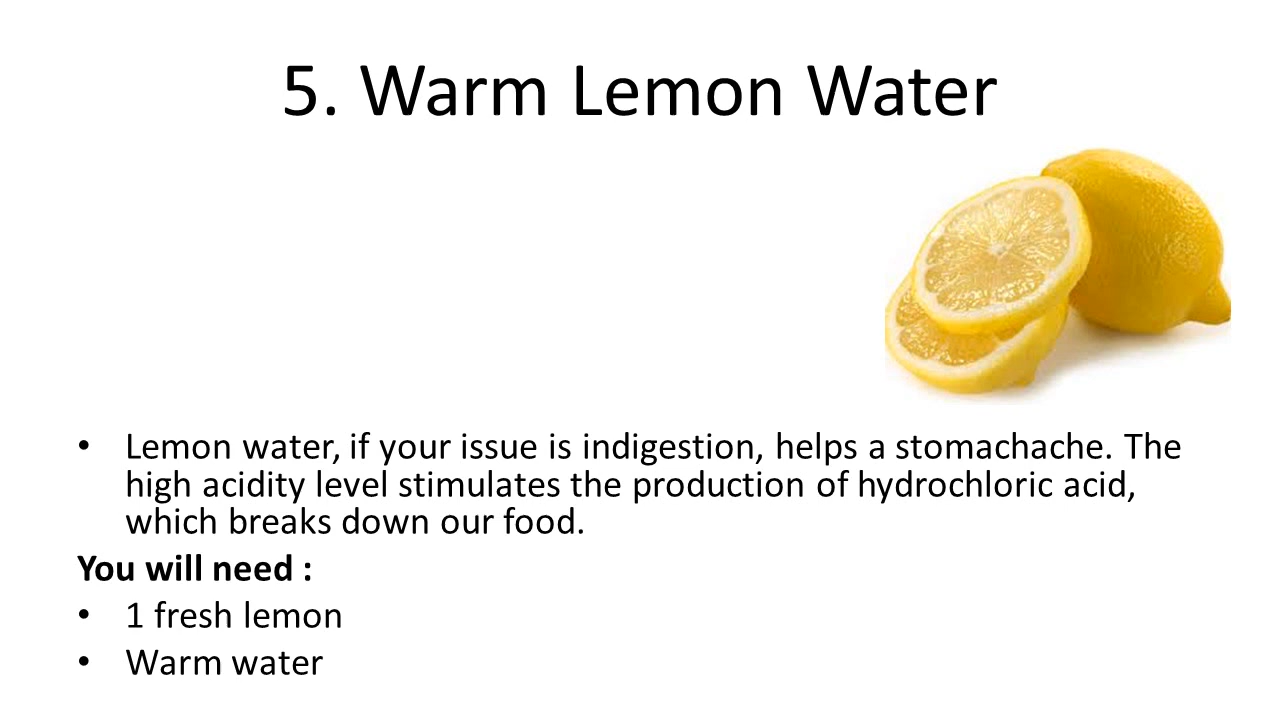 5. Warm Lemon Water
• Lemon water, if your issue is indigestion, helps a stomachache. The
high acidity level stimulates the production of hydrochloric acid,
which breaks down our food.
You will need :
• 1 fresh lemon
• Warm water